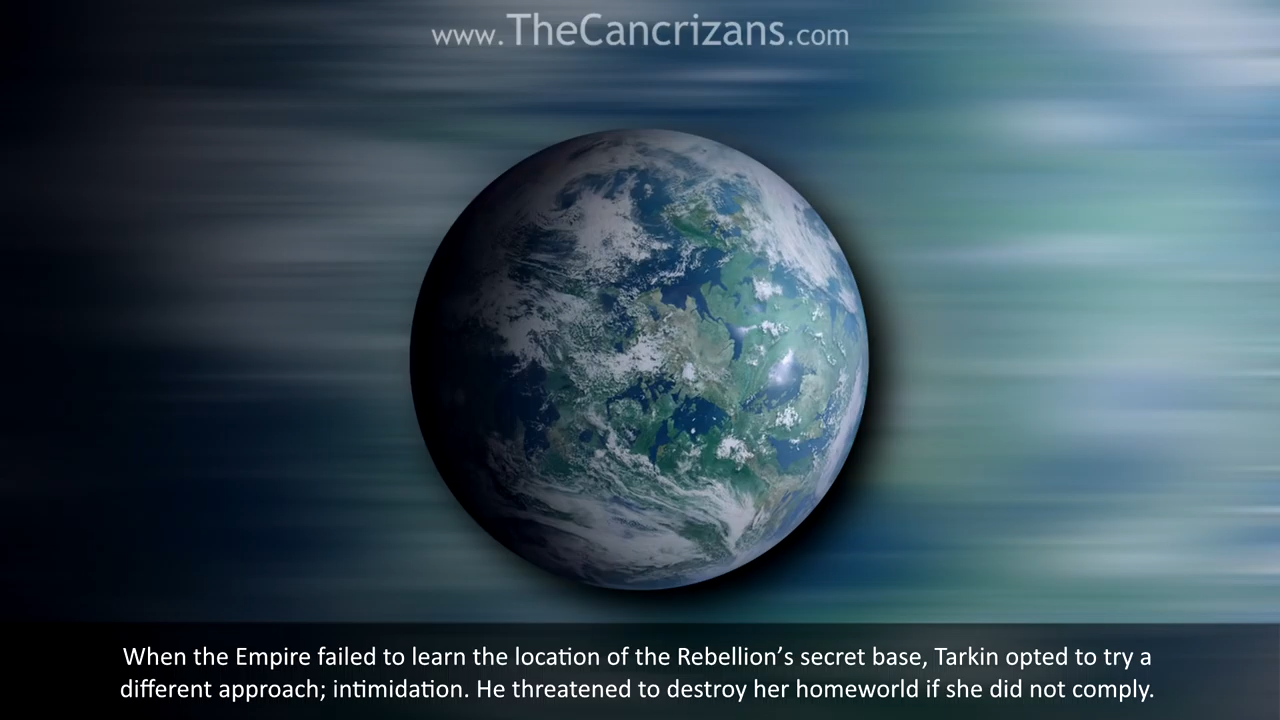 www.TheCancrizans.com
When the Empire failed to learn the location of the Rebellion’s secret base, Tarkin opted to try a
different approach; intimidation. He threatened to destroy her homeworld if she did not comply.